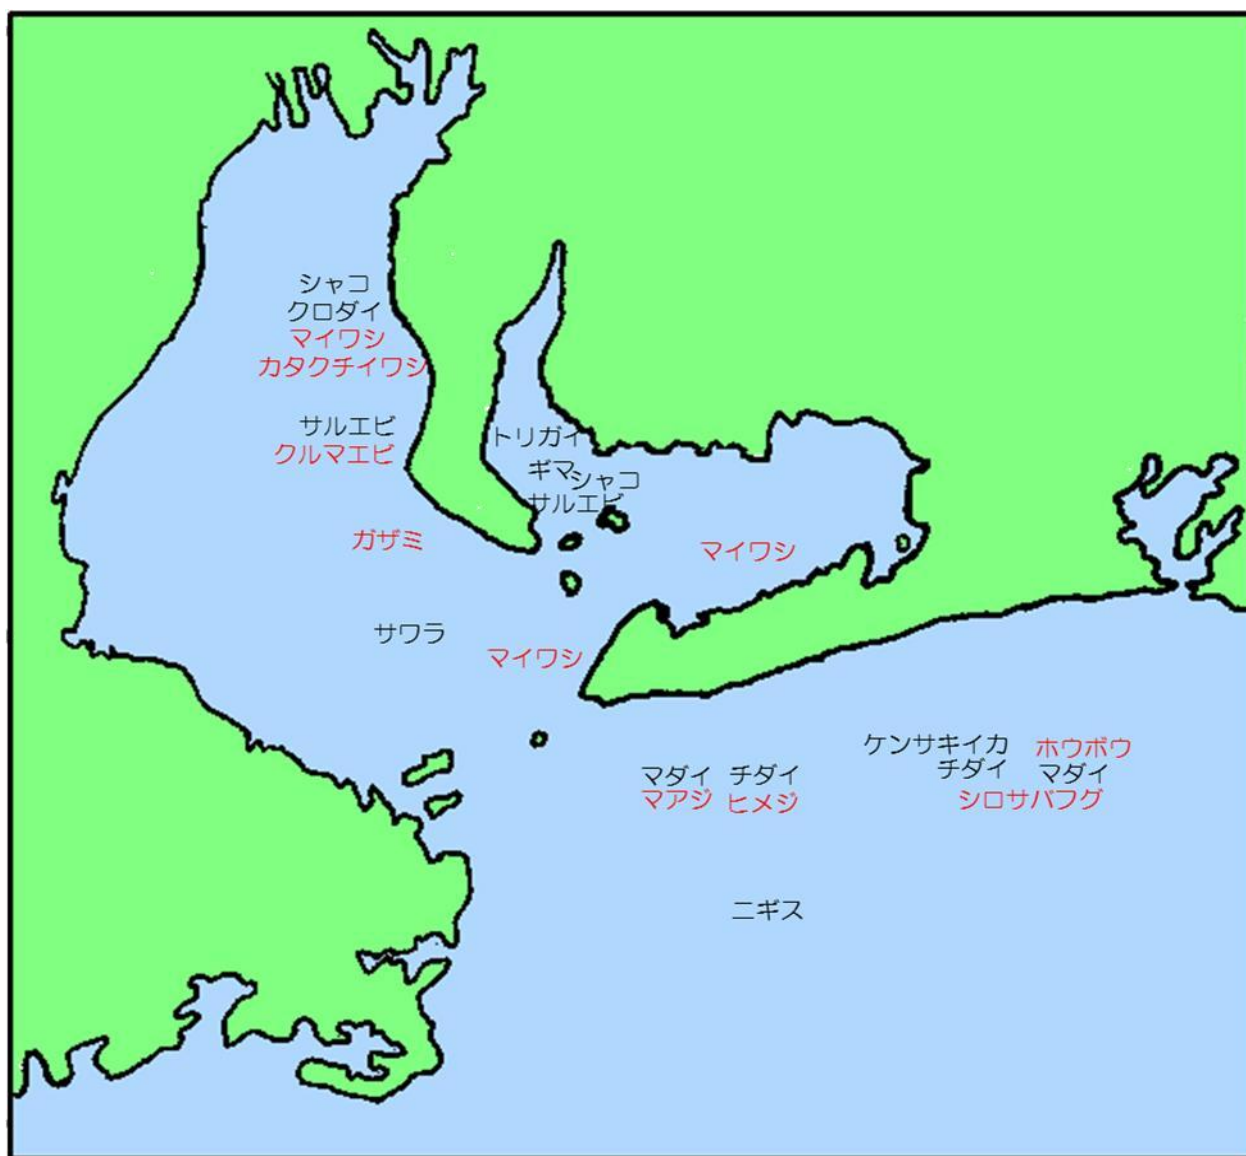 シャコ
クロダイ
マイワシ
カタクチイワシ
サルエビ
クルマエビ
トリガイ
ギマ
シャコ
サルエビ
ガザミ
マイワシ
サワラ
マイワシ
ケンサキイカ
ホウボウ
チダイ
マダイ
シロサバフグ
マダイ
チダイ
マアジ
ヒメジ
ニギス